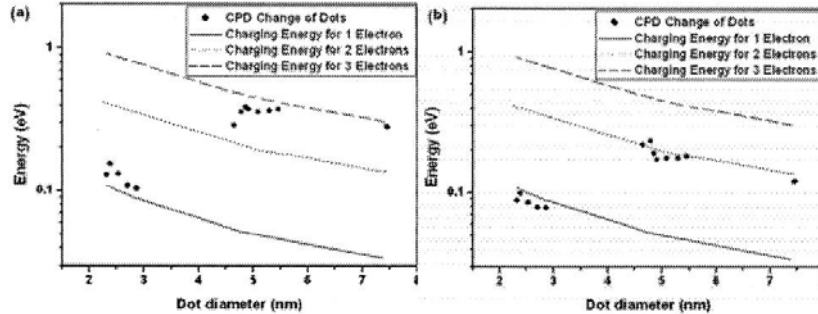 (a)
CPD Change of Dots
Charging Energy for 1 Electron
Charging Energy for 2 Electrons
Charging Energy for 3 Electrons
1
0.1
Energy (eV)
2 3 4 5 6 7 8
Dot diameter (nm)
(b)
CPD Change of Dots
Charging Energy for 1 Electron
Charging Energy for 2 Electrons
Charging Energy for 3 Electrons
1
0.1
Energy (eV)
2 3 4 5 6 7
Dot diameter (nm)